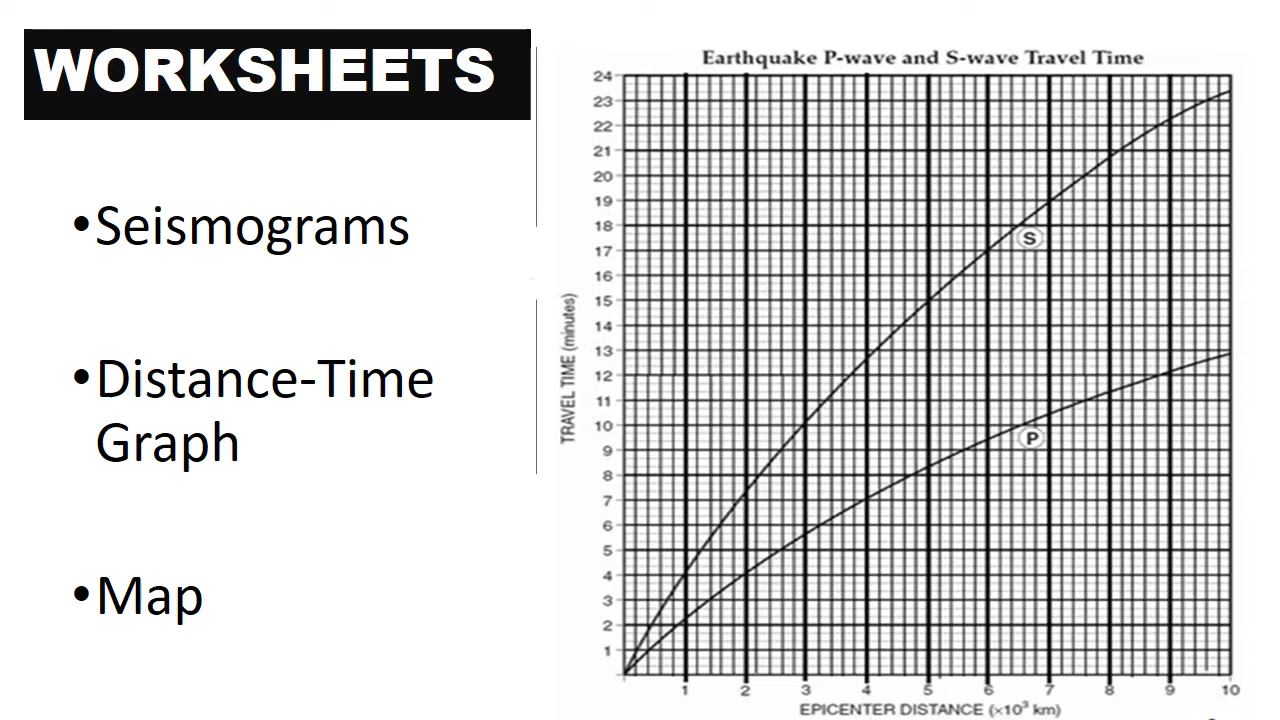 WORKSHEETS
•Seismograms
•Distance-Time
Graph
•Map
Earthquake P-wave and S-wave Travel Time
24
23
22
21
20
19
18
17
16
15
14
13
12
11
10
9
8
7
6
5
4
3
2
1
TRAVEL TIME (minutes)
S
P
1 2 3 4 5 6 7 8 9 10
EPICENTER DISTANCE (×10³ km)